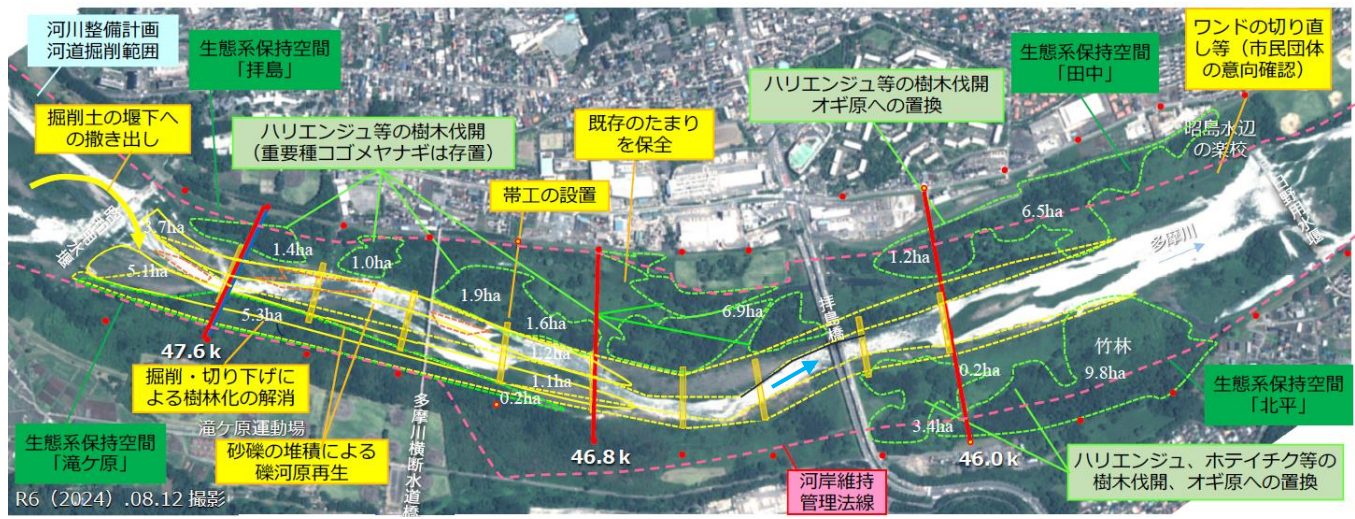 河川整備計画
河道掘削範囲
生態系保持空間
「拝島」
掘削土の堰下へ
の撒き出し
ハリエンジュ等の樹木伐開
（重要種コゴメヤナギは存置）
帯工の設置
既存のたまり
を保全
ハリエンジュ等の樹木伐開
オギ原への置換
生態系保持空間
「田中」
ワンドの切り直
し等（市民団体
の意向確認）
昭島水辺
の楽校
3.7ha
5.1ha
1.4ha
1.0ha
5.3ha
1.9ha
1.6ha
1.2ha
1.1ha
0.2ha
6.9ha
1.2ha
6.5ha
多摩川
拝島橋
竹林
9.8ha
0.2ha
3.4ha
47.6ｋ
46.8ｋ
46.0ｋ
掘削・切り下げに
よる樹林化の解消
滝ケ原運動場
砂礫の堆積による
礫河原再生
多摩川横断水道橋
生態系保持空間
「滝ケ原」
河岸維持
管理法線
生態系保持空間
「北平」
ハリエンジュ、ホテイチク等の
樹木伐開、オギ原への置換
R6（2024）.08.12 撮影